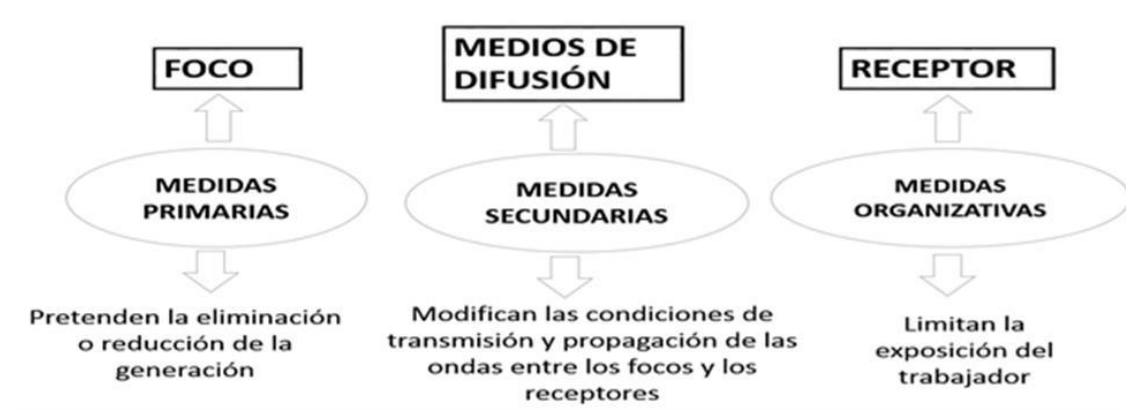 FOCO
MEDIOS DE
DIFUSIÓN
RECEPTOR
MEDIDAS
PRIMARIAS
MEDIDAS
SECUNDARIAS
MEDIDAS
ORGANIZATIVAS
Pretenden la eliminación
o reducción de la
generación
Modifican las condiciones de
transmisión y propagación de las
ondas entre los focos y los
receptores
Limitan la
exposición del
trabajador